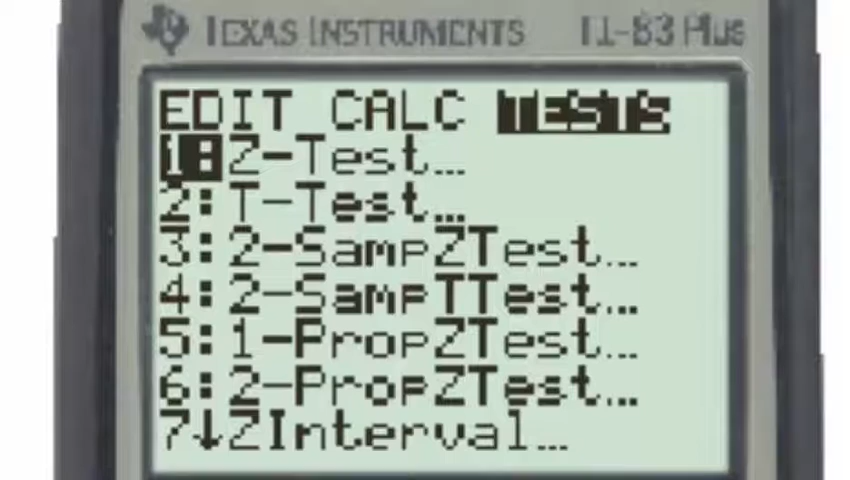 TEXAS INSTRUMENTS TI-83 Plus
EDIT CALC TESTS
1:Z-Test…
2:T-Test…
3:2-SampZTest…
4:2-SampTTest…
5:1-PropZTest…
6:2-PropZTest…
7↓ZInterval…